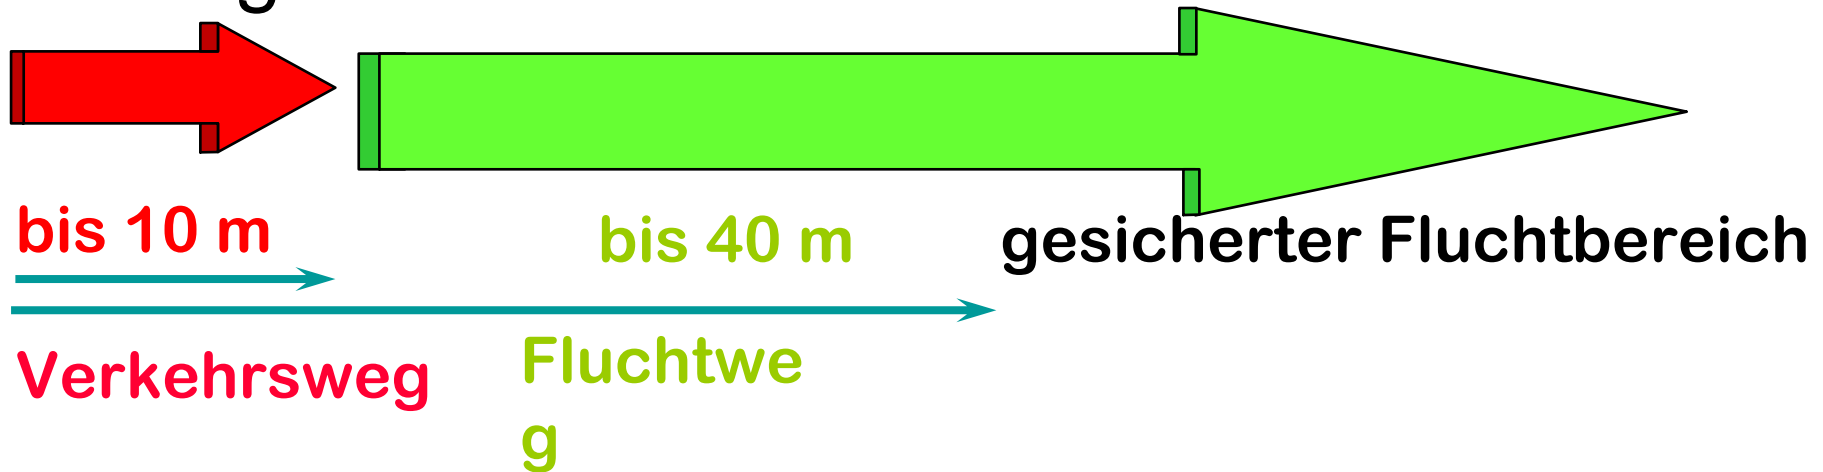 g
bis 10 m
bis 40 m
gesicherter Fluchtbereich
Verkehrsweg
Fluchtwe
g